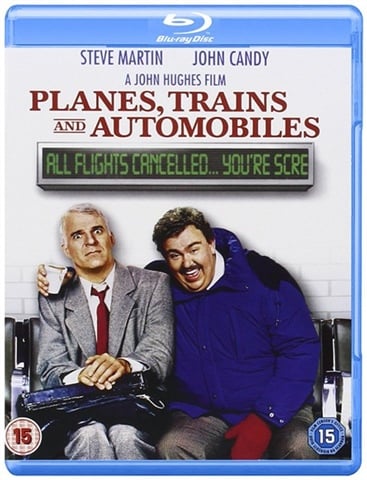 Blu-ray Disc
STEVE MARTIN JOHN CANDY
A JOHN HUGHES FILM
PLANES, TRAINS
AND AUTOMOBILES
ALL FLIGHTS CANCELLED... YOU'RE SCRE
15
15